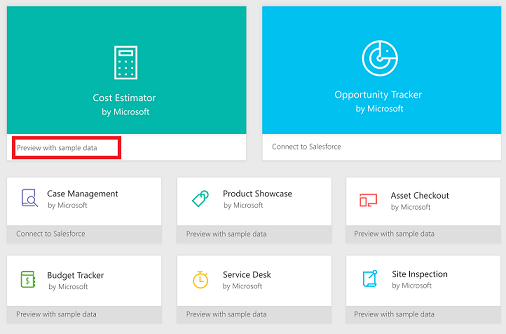 Cost Estimator
by Microsoft
Preview with sample data
Opportunity Tracker
by Microsoft
Connect to Salesforce
Case Management
by Microsoft
Connect to Salesforce
Product Showcase
by Microsoft
Preview with sample data
Asset Checkout
by Microsoft
Preview with sample data
Budget Tracker
by Microsoft
Preview with sample data
Service Desk
by Microsoft
Preview with sample data
Site Inspection
by Microsoft
Preview with sample data